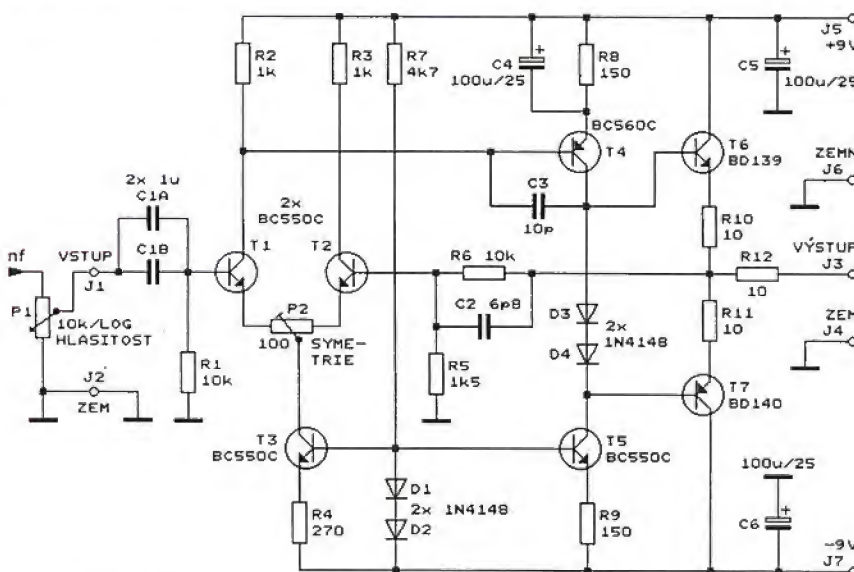 R2
1k
R3
1k
R7
4k7
C4
100u/25
+
R8
150
C5
100u/25
+
J5
+9V
BC560C
T4
T6
BD139
ZEMN
J6
2x 1u
C1A
C1B
2x
BC550C
C3
10p
R10
10
nf
VSTUP
J1
T1
T2
R6 10k
R12
10
VÝSTUP
J3
P1
10k/LOG
HLASITOST
P2
100
SYME-
TRIE
C2 6p8
D3
D4
2x
1N4148
R11
10
ZEM
J4
R1
10k
R5
1k5
J2
ZEM
T7
BD140
T3
BC550C
T5
BC550C
D1
D2
2x 1N4148
100u/25
C6
+
R4
270
R9
150
-9V
J7